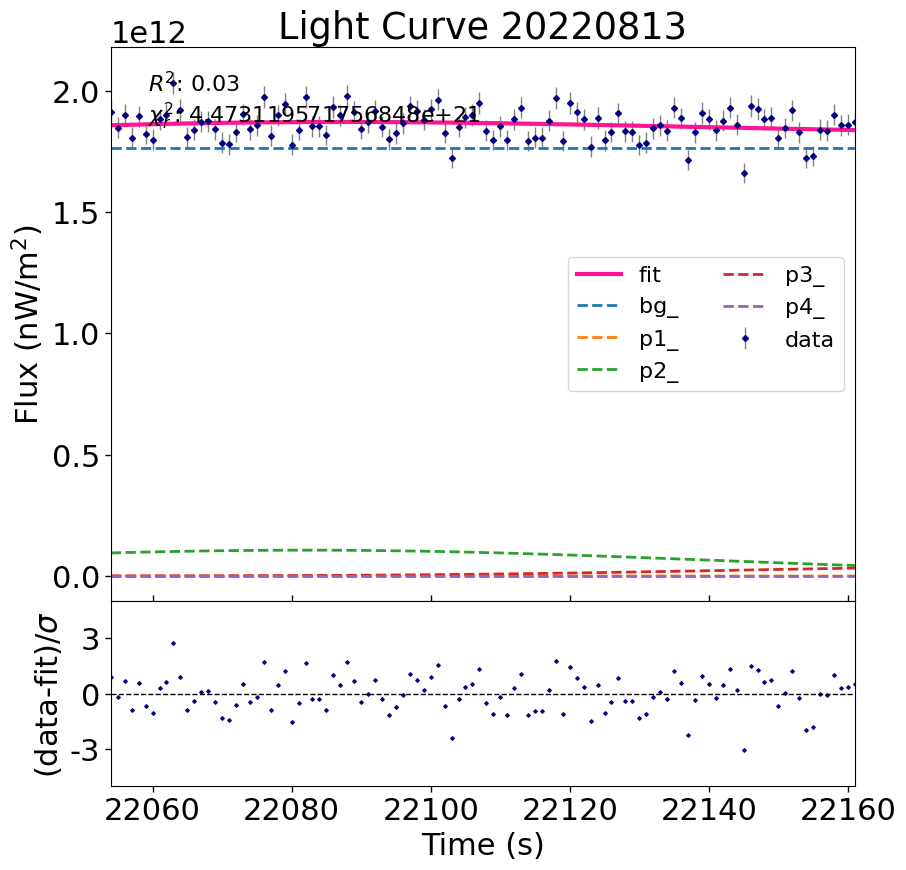 Light Curve 20220813
1e12
R²: 0.03
χ²ᵣ: 4.473119571756848e+21
2.0
1.5
1.0
0.5
0.0
Flux (nW/m²)
fit
bg_
p1_
p2_
p3_
p4_
data
3
0
-3
(data-fit)/σ
22060 22080 22100 22120 22140 22160
Time (s)